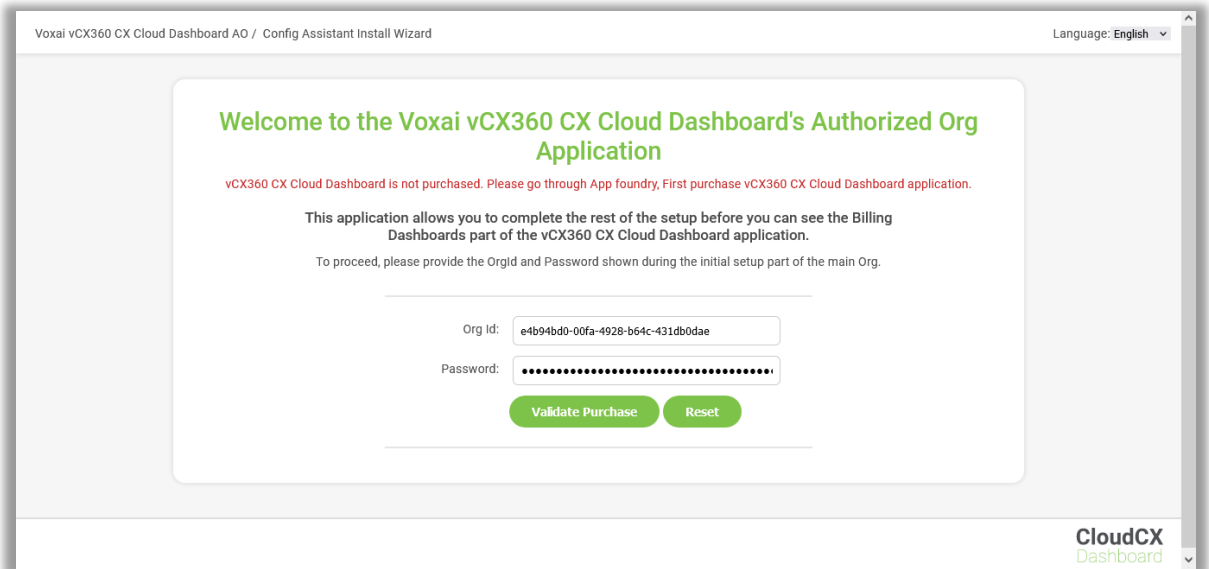 Voxai vCX360 CX Cloud Dashboard AO / Config Assistant Install Wizard
Language: English
Welcome to the Voxai vCX360 CX Cloud Dashboard's Authorized Org
Application
vCX360 CX Cloud Dashboard is not purchased. Please go through App foundry, First purchase vCX360 CX Cloud Dashboard application.
This application allows you to complete the rest of the setup before you can see the Billing
Dashboards part of the vCX360 CX Cloud Dashboard application.
To proceed, please provide the OrgId and Password shown during the initial setup part of the main Org.
Org Id: e4b94bd0-00fa-4928-b64c-431db0dae
Password:
Validate Purchase Reset
CloudCX
Dashboard